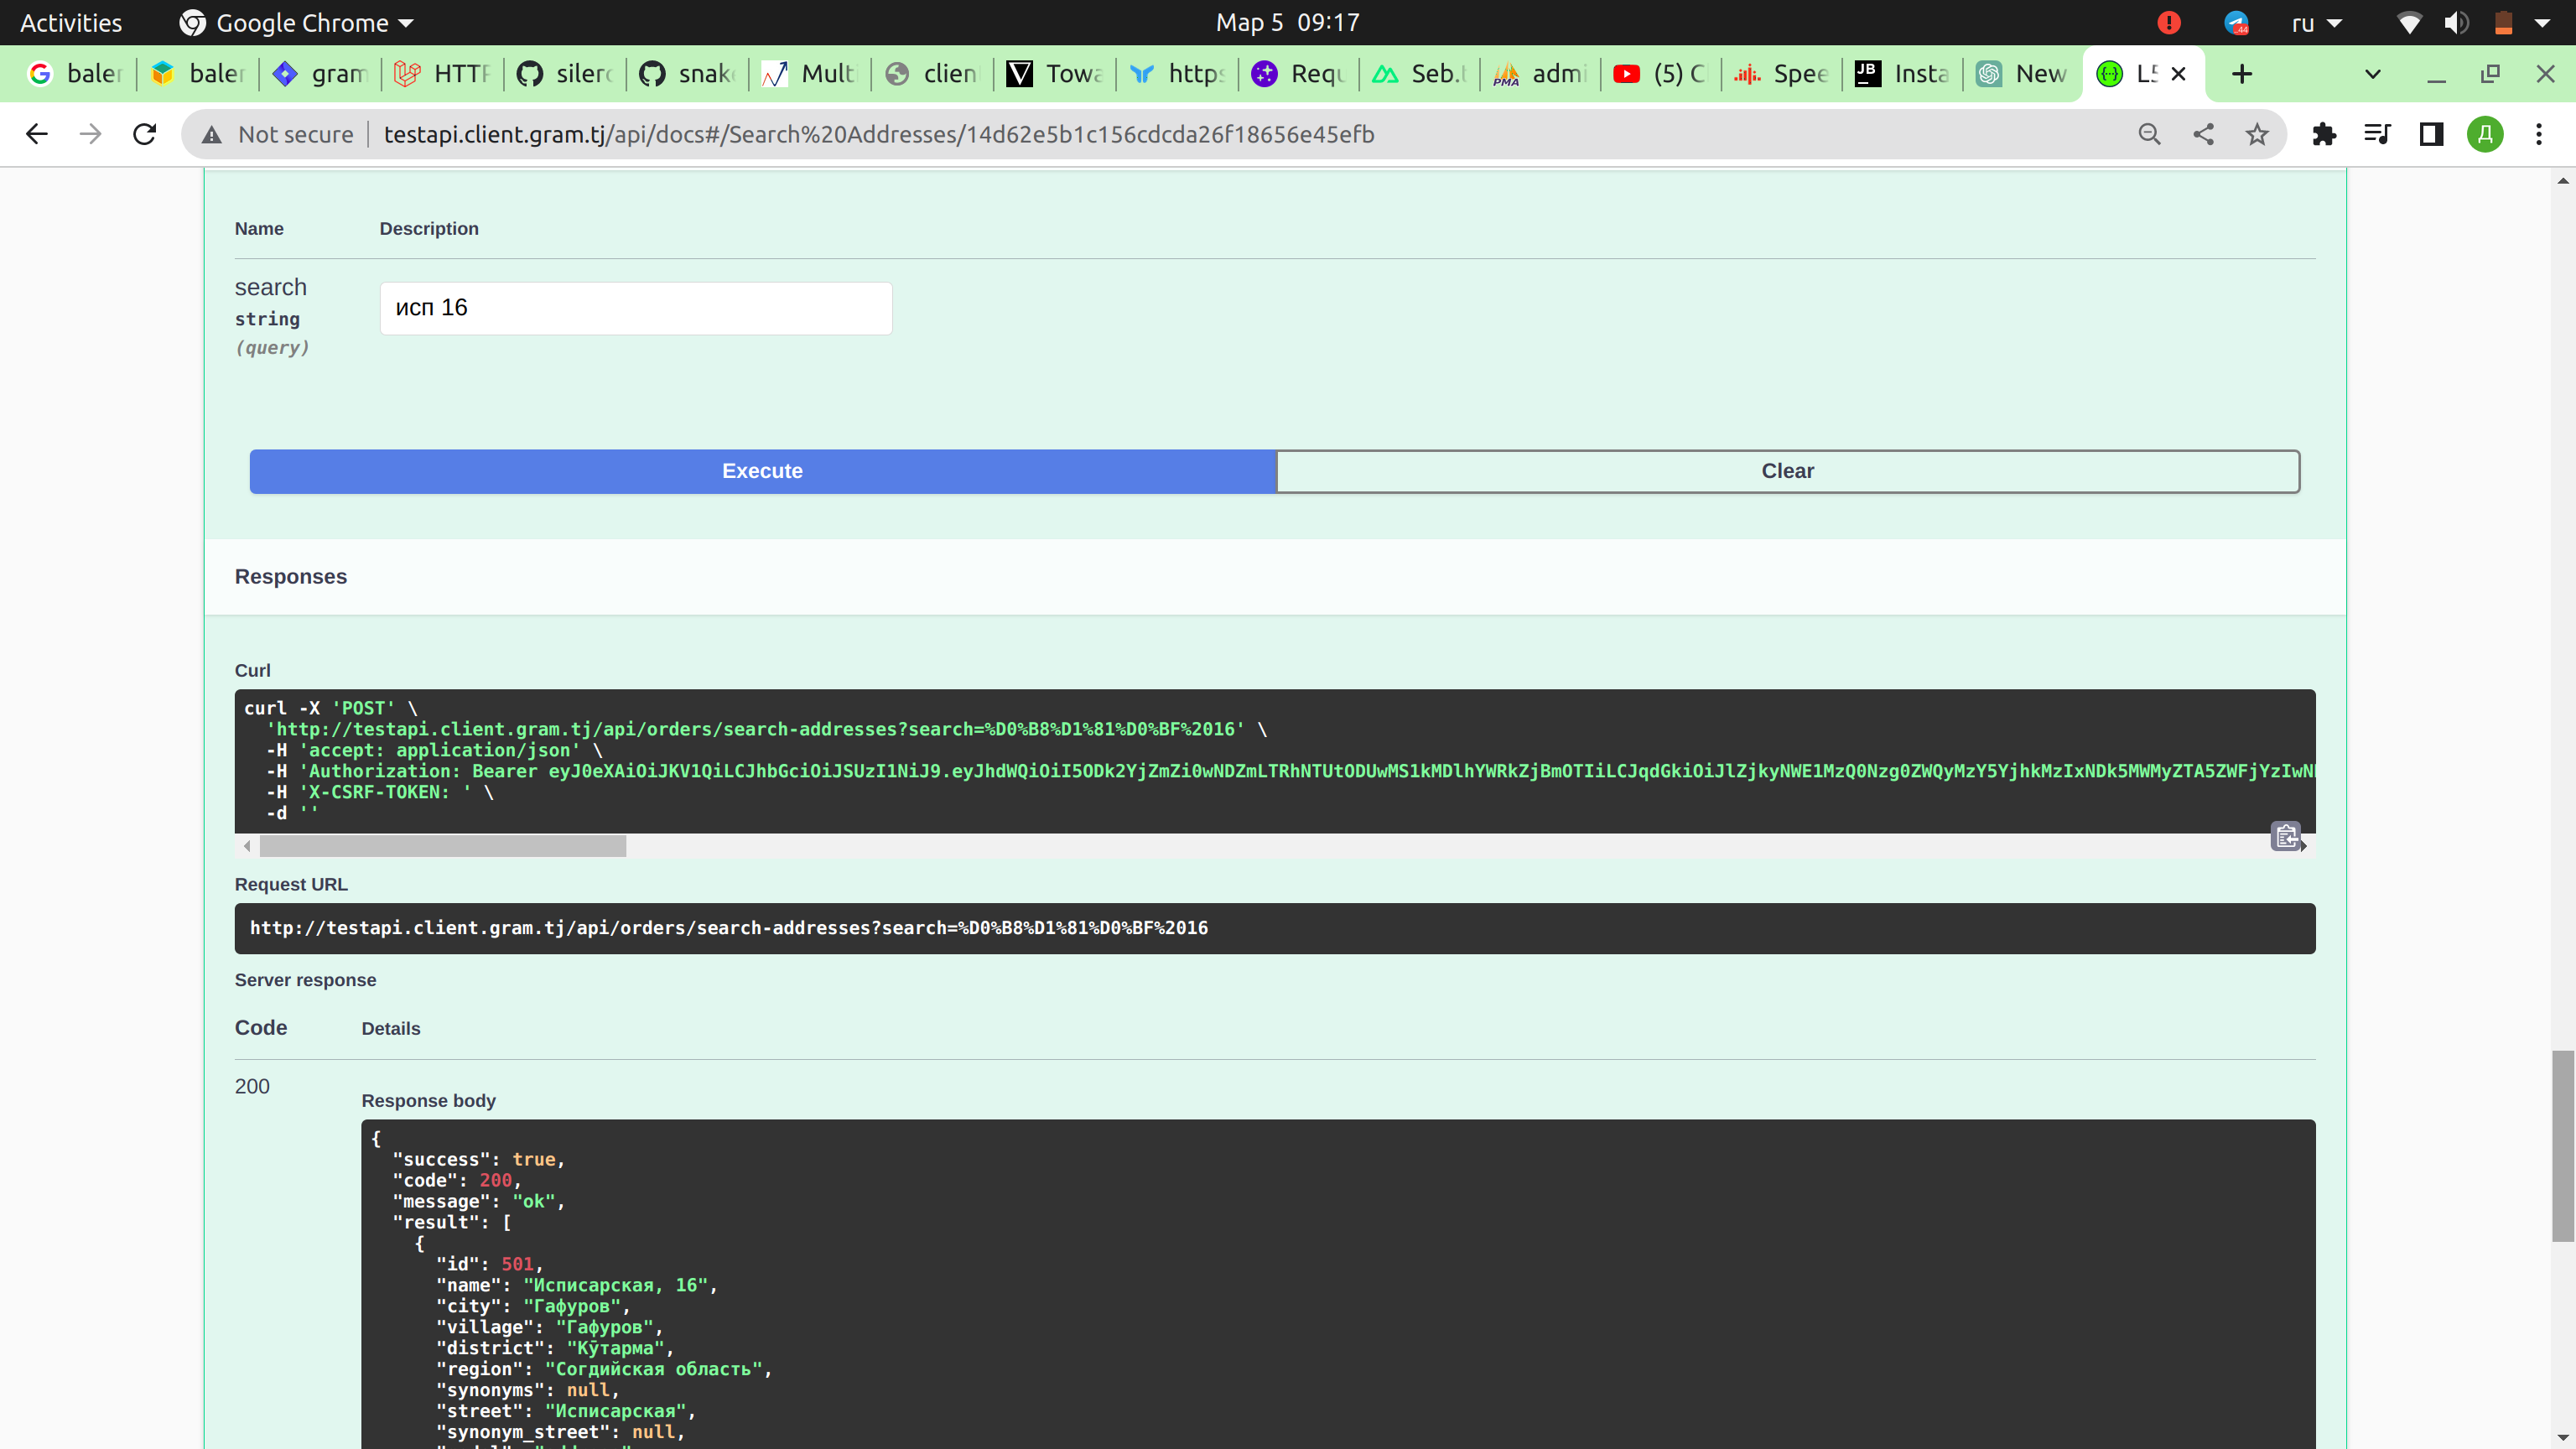 Activities Google Chrome Мар 5 09:17 ru
baler baler gram HTTP silero snake Multi clien Towa https Requ Seb.t admi (5) C Spee Insta New L5
Not secure testapi.client.gram.tj/api/docs#/Search%20Addresses/14d62e5b1c156cdcda26f18656e45efb Д
Name Description
search
string
(query)
исп 16
Execute Clear
Responses
Curl
curl -X 'POST' \
'http://testapi.client.gram.tj/api/orders/search-addresses?search=%D0%B8%D1%81%D0%BF%2016' \
-H 'accept: application/json' \
-H 'Authorization: Bearer eyJ0eXAiOiJKV1QiLCJhbGciOiJSUzI1NiJ9.eyJhdWQiOiI5ODk2YjZmZi0wNDZmLTRhNTUtODUwMS1kMDlhYWRkZjBmOTIiLCJqdGkiOiJlZjkyNWE1MzQ0Nzg0ZWQyMzY5YjhkMzIxNDk5MWMyZTA5ZWFjYzIwN
-H 'X-CSRF-TOKEN: ' \
-d ''
Request URL
http://testapi.client.gram.tj/api/orders/search-addresses?search=%D0%B8%D1%81%D0%BF%2016
Server response
Code Details
200
Response body
{
"success": true,
"code": 200,
"message": "ok",
"result": [
{
"id": 501,
"name": "Исписарская, 16",
"city": "Гафуров",
"village": "Гафуров",
"district": "Кӯтарма",
"region": "Согдийская область",
"synonyms": null,
"street": "Исписарская",
"synonym_street": null,